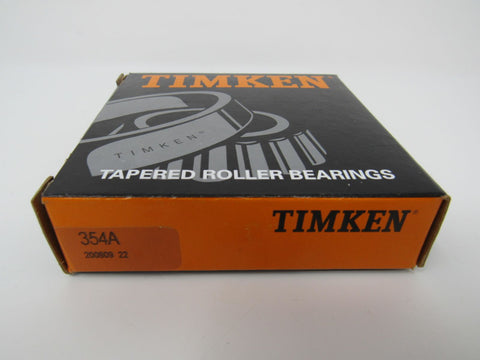 TIMKEN
TIMKEN
TAPERED ROLLER BEARINGS
TIMKEN
354A
200609 22